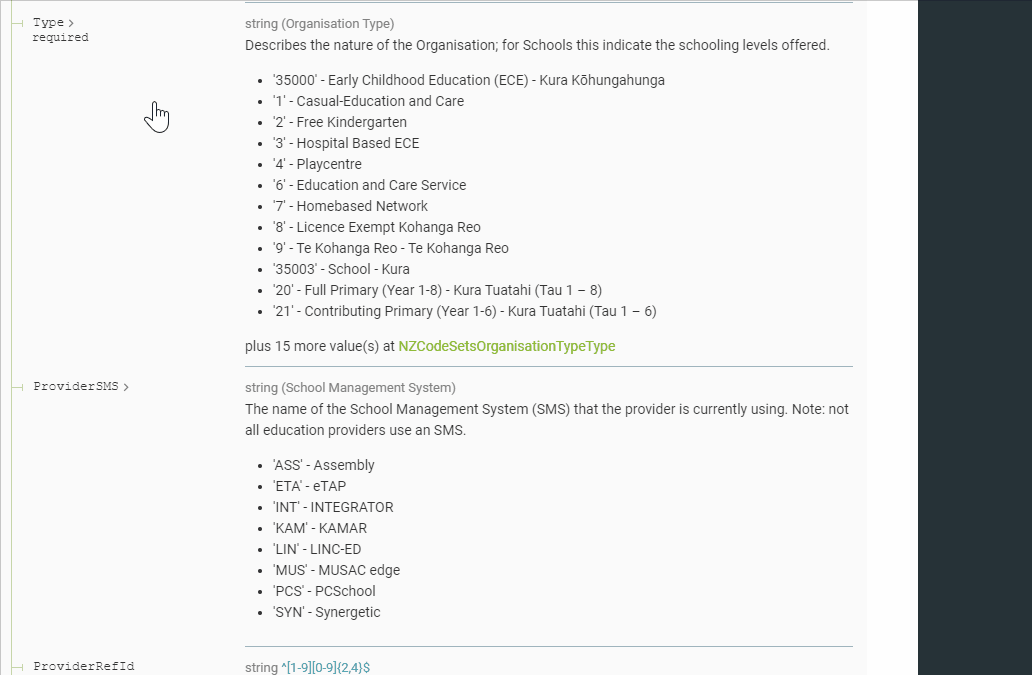 Type
required
string (Organisation Type)
Describes the nature of the Organisation; for Schools this indicate the schooling levels offered.
• '35000' - Early Childhood Education (ECE) - Kura Kōhungahunga
• '1' - Casual-Education and Care
• '2' - Free Kindergarten
• '3' - Hospital Based ECE
• '4' - Playcentre
• '6' - Education and Care Service
• '7' - Homebased Network
• '8' - Licence Exempt Kohanga Reo
• '9' - Te Kohanga Reo - Te Kohanga Reo
• '35003' - School - Kura
• '20' - Full Primary (Year 1-8) - Kura Tuatahi (Tau 1 – 8)
• '21' - Contributing Primary (Year 1-6) - Kura Tuatahi (Tau 1 – 6)
plus 15 more value(s) at NZCodeSetsOrganisationTypeType
ProviderSMS
string (School Management System)
The name of the School Management System (SMS) that the provider is currently using. Note: not
all education providers use an SMS.
• 'ASS' - Assembly
• 'ETA' - eTAP
• 'INT' - INTEGRATOR
• 'KAM' - KAMAR
• 'LIN' - LINC-ED
• 'MUS' - MUSAC edge
• 'PCS' - PCSchool
• 'SYN' - Synergetic
ProviderRefId
string ^[1-9][0-9]{2,4}$